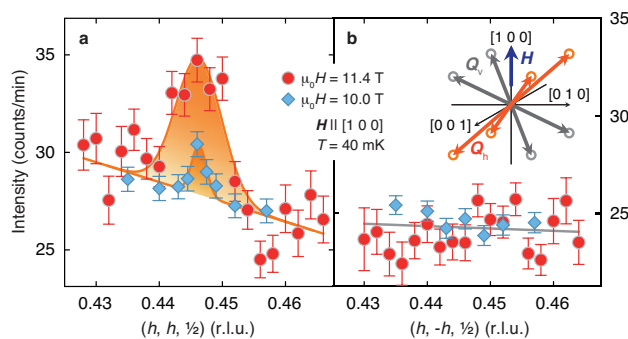 a
b
Intensity (counts/min)
35
30
25
μ₀H = 11.4 T
μ₀H = 10.0 T
H || [1 0 0]
T = 40 mK
[1 0 0]
H
Qᵥ
[0 1 0]
[0 0 1]
Qₕ
35
30
25
0.43
0.44
0.45
0.46
0.43
0.44
0.45
0.46
(h, h, ½) (r.l.u.)
(h, -h, ½) (r.l.u.)